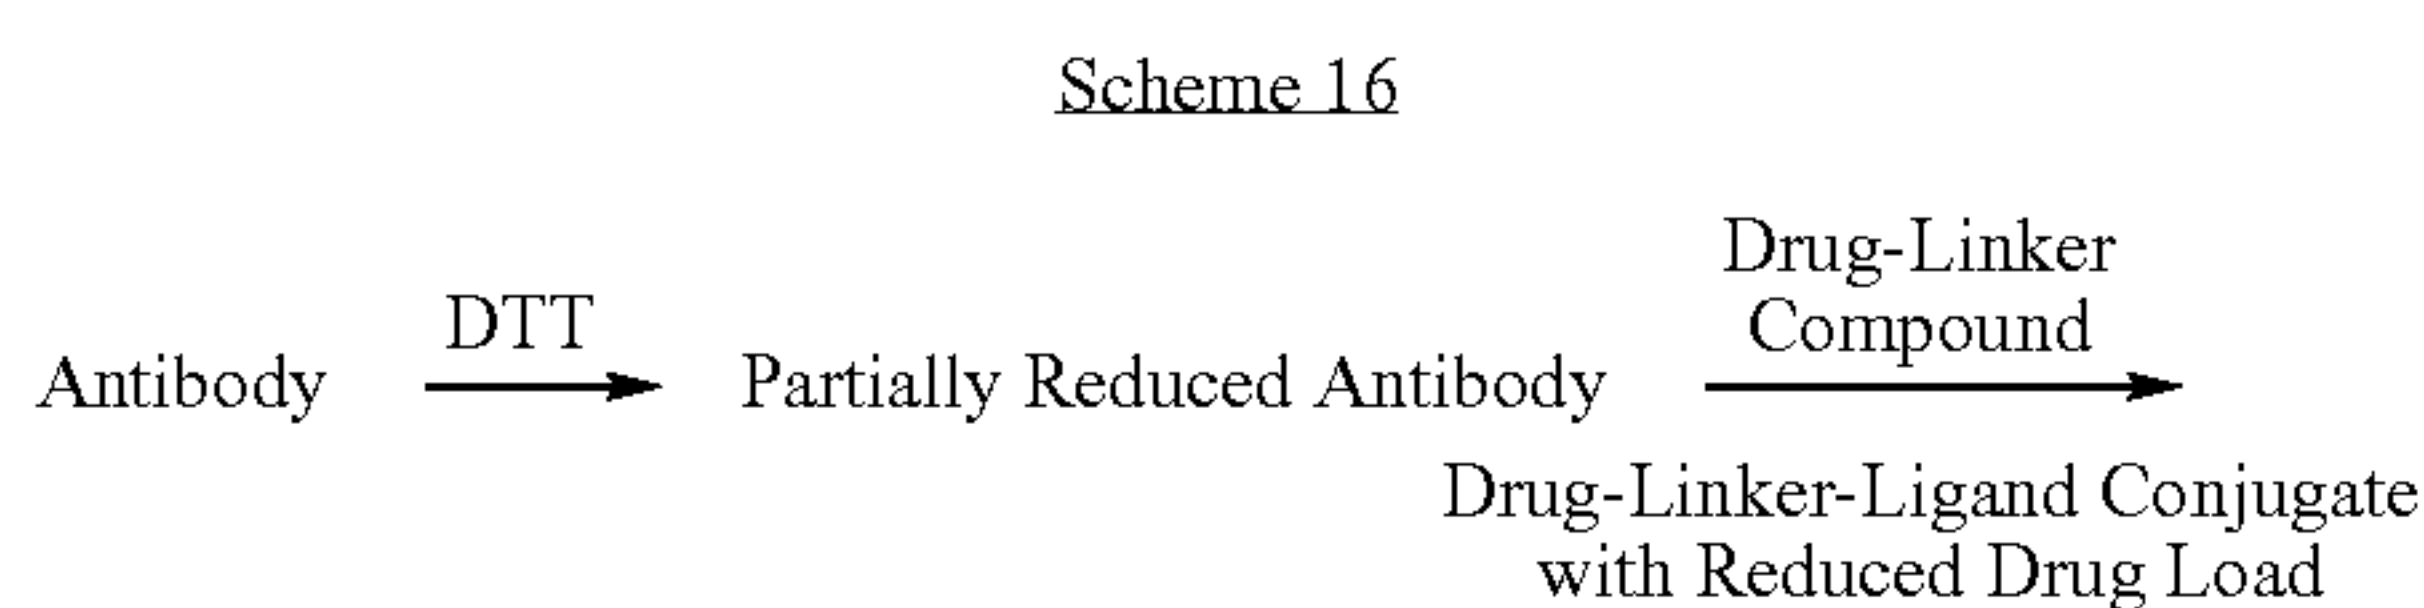 Scheme 16
Antibody
DTT
Partially Reduced Antibody
Drug-Linker
Compound
Drug-Linker-Ligand Conjugate
with Reduced Drug Load